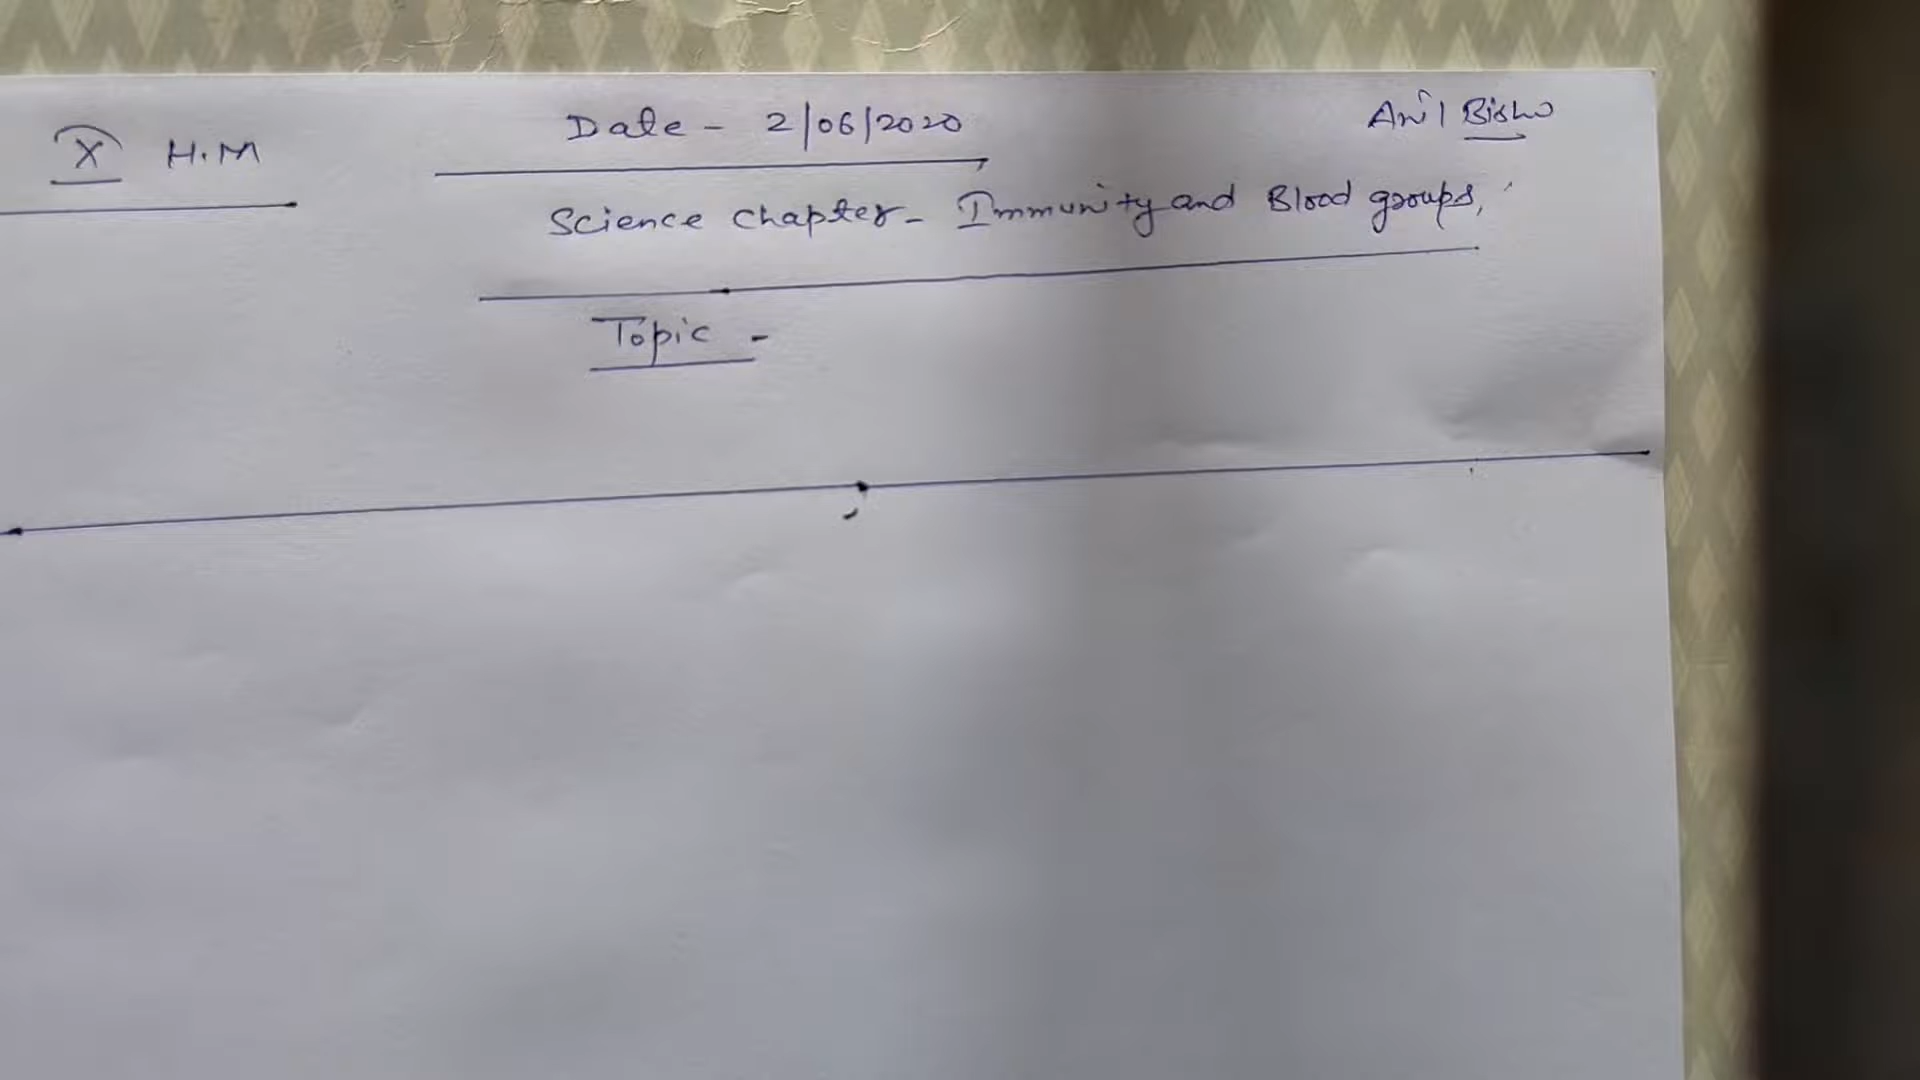 X H.M
Date - 2/06/2020
Anil Bisho
Science chapter - Immunity and Blood groups,
Topic -